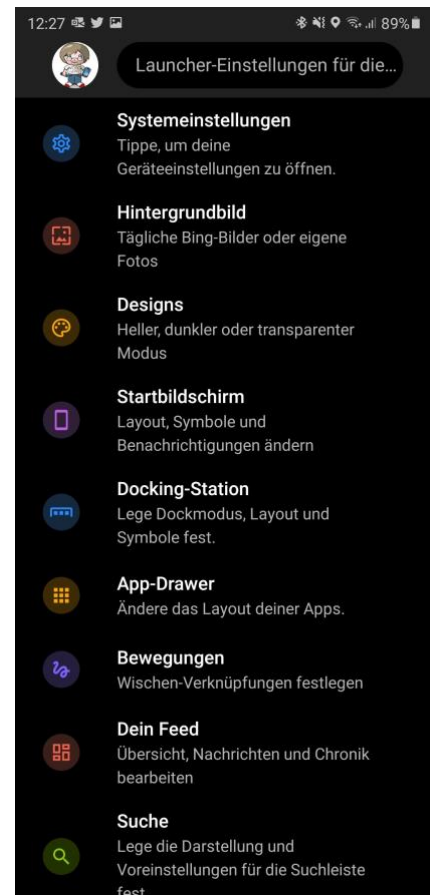 12:27 89%
Launcher-Einstellungen für die...
Systemeinstellungen
Tippe, um deine
Geräteeinstellungen zu öffnen.
Hintergrundbild
Tägliche Bing-Bilder oder eigene
Fotos
Designs
Heller, dunkler oder transparenter
Modus
Startbildschirm
Layout, Symbole und
Benachrichtigungen ändern
Docking-Station
Lege Dockmodus, Layout und
Symbole fest.
App-Drawer
Ändere das Layout deiner Apps.
Bewegungen
Wischen-Verknüpfungen festlegen
Dein Feed
Übersicht, Nachrichten und Chronik
bearbeiten
Suche
Lege die Darstellung und
Voreinstellungen für die Suchleiste
fest